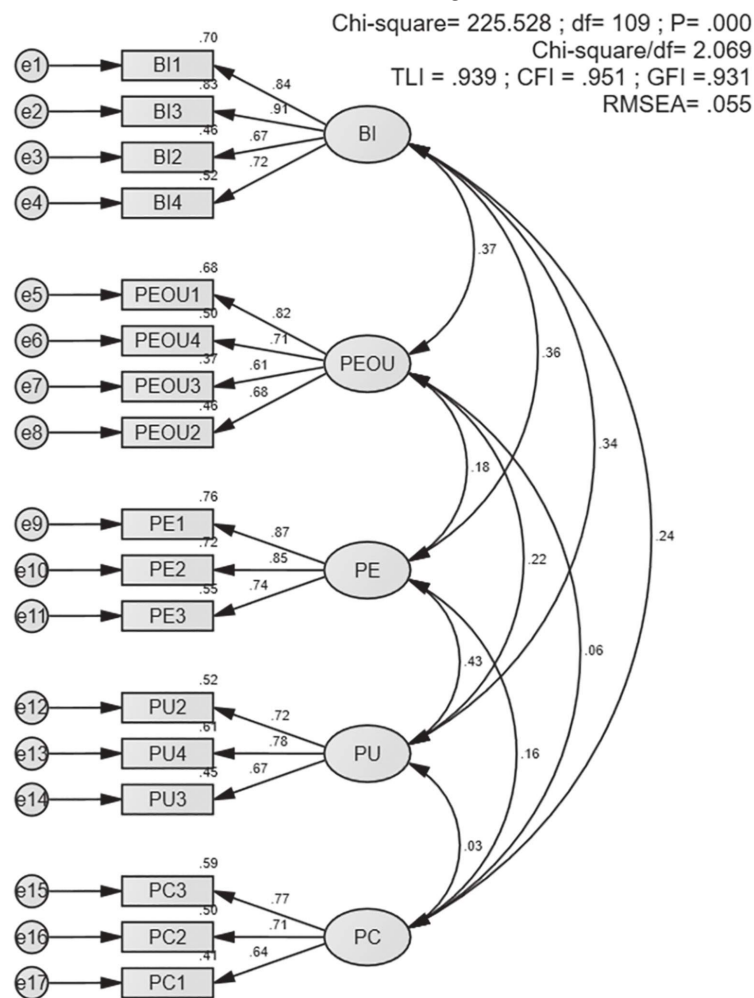 Chi-square= 225.528 ; df= 109 ; P= .000
Chi-square/df= 2.069
TLI = .939 ; CFI = .951 ; GFI =.931
RMSEA= .055
.70
e1 BI1 .84
.83
e2 BI3 .91
BI
.46
e3 BI2 .67
.52
e4 BI4 .72
.37
.68
e5 PEOU1 .82
.50
e6 PEOU4 .71
PEOU
.36
.37
e7 PEOU3 .61
.46
e8 PEOU2 .68
.34
.18
.76
e9 PE1 .87
.72
e10 PE2 .85
PE
.22
.24
.55
e11 PE3 .74
.43
.06
.52
e12 PU2 .72
.61
e13 PU4 .78
PU
.16
.45
e14 PU3 .67
.03
.59
e15 PC3 .77
.50
e16 PC2 .71
PC
.41
e17 PC1 .64